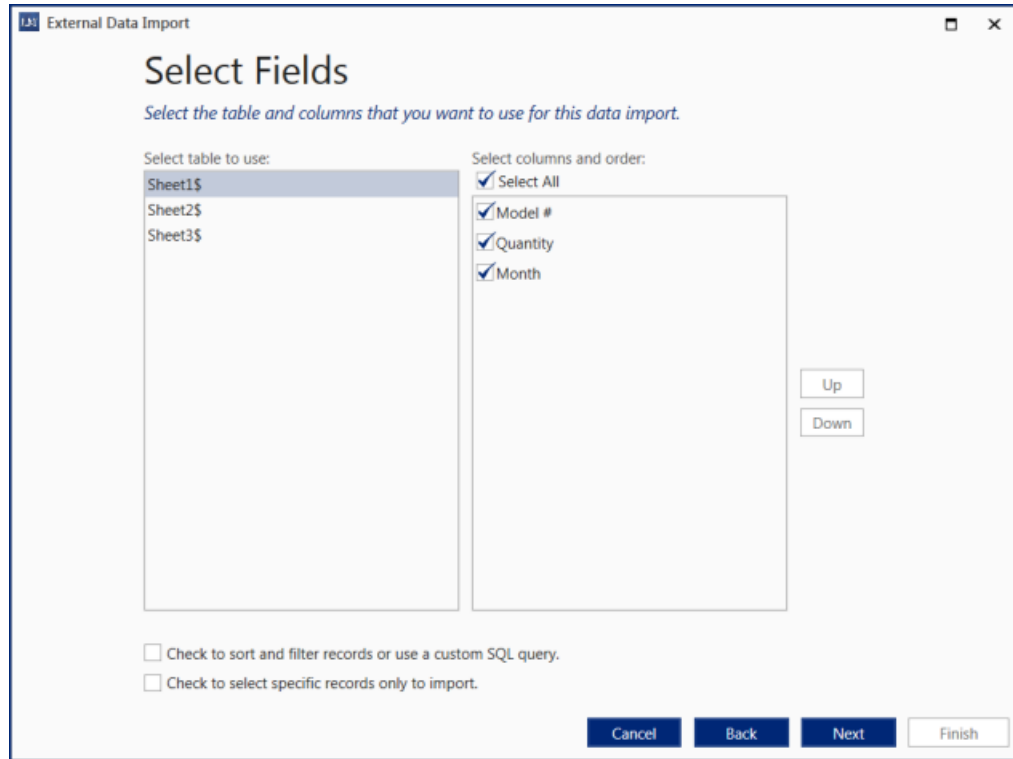 External Data Import
Select Fields
Select the table and columns that you want to use for this data import.
Select table to use:
Sheet1$
Sheet2$
Sheet3$
Select columns and order:
Select All
Model #
Quantity
Month
Up
Down
Check to sort and filter records or use a custom SQL query.
Check to select specific records only to import.
Cancel Back Next Finish